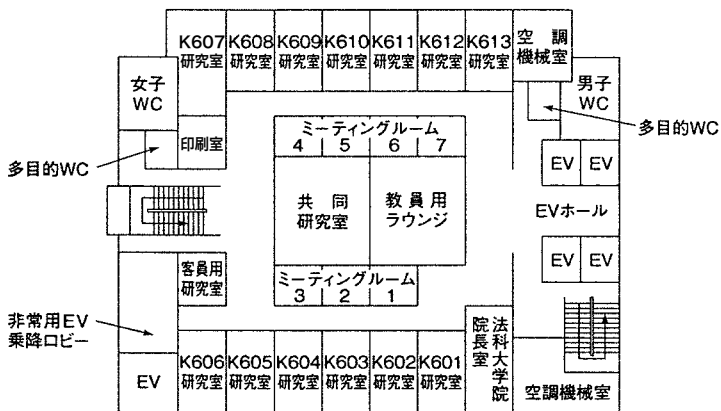 K607 K608 K609 K610 K611 K612 K613
研究室 研究室 研究室 研究室 研究室 研究室 研究室
空調
機械室
女子
WC
男子
WC
多目的WC
印刷室
多目的WC
ミーティングルーム
4 5 6 7
EV EV
共同
研究室
教員用
ラウンジ
EVホール
客員用
研究室
ミーティングルーム
3 2 1
EV EV
非常用EV
乗降ロビー
法科大学院
院長室
EV
K606 K605 K604 K603 K602 K601
研究室 研究室 研究室 研究室 研究室 研究室
空調機械室